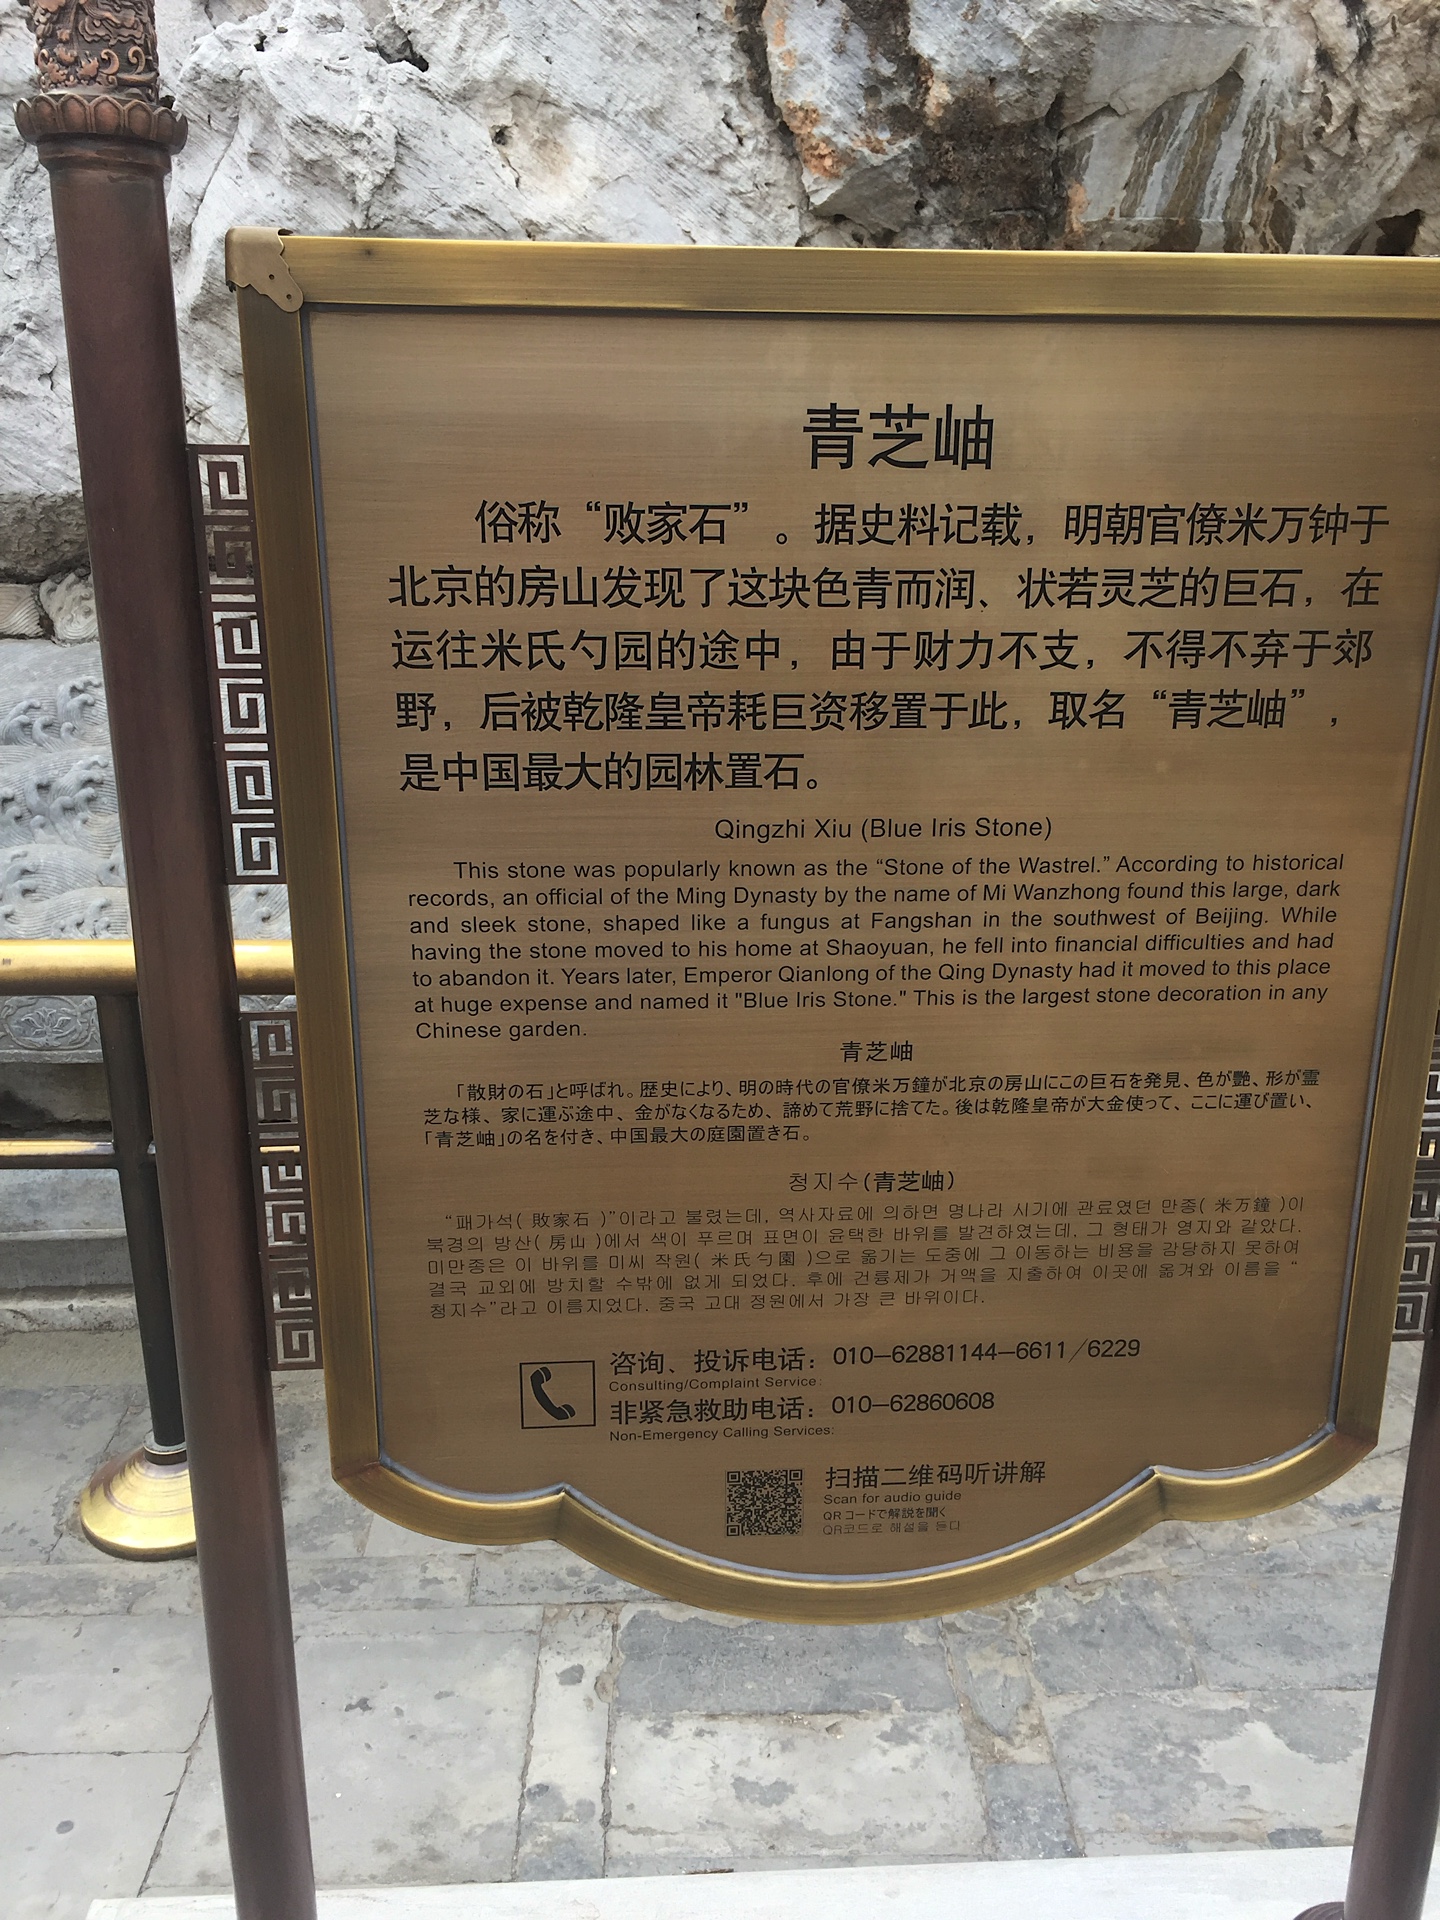 青芝岫
俗称“败家石”。据史料记载，明朝官僚米万钟于
北京的房山发现了这块色青而润、状若灵芝的巨石，在
运往米氏勺园的途中，由于财力不支，不得不弃于郊
野，后被乾隆皇帝耗巨资移置于此，取名“青芝岫”，
是中国最大的园林置石。
Qingzhi Xiu (Blue Iris Stone)
This stone was popularly known as the “Stone of the Wastrel.” According to historical
records, an official of the Ming Dynasty by the name of Mi Wanzhong found this large, dark
and sleek stone, shaped like a fungus at Fangshan in the southwest of Beijing. While
having the stone moved to his home at Shaoyuan, he fell into financial difficulties and had
to abandon it. Years later, Emperor Qianlong of the Qing Dynasty had it moved to this place
at huge expense and named it "Blue Iris Stone." This is the largest stone decoration in any
Chinese garden.
青芝岫
「散財の石」と呼ばれ。歴史により、明の時代の官僚米万鐘が北京の房山にこの巨石を発見、色が艶、形が霊
芝な様、家に運ぶ途中、金がなくなるため、諦めて荒野に捨てた。後は乾隆皇帝が大金使って、ここに運び置い、
「青芝岫」の名を付き、中国最大の庭園置き石。
청지수(青芝岫)
“패가석( 敗家石 )”이라고 불렸는데, 역사자료에 의하면 명나라 시기에 관료였던 만종( 米万鐘 )이
북경의 방산( 房山 )에서 색이 푸르며 표면이 윤택한 바위를 발견하였는데, 그 형태가 영지와 같았다.
미만종은 이 바위를 미씨 작원( 米氏勺園 )으로 옮기는 도중에 그 이동하는 비용을 감당하지 못하여
결국 교외에 방치할 수밖에 없게 되었다. 후에 건륭제가 거액을 지출하여 이곳에 옮겨와 이름을 “
청지수”라고 이름지었다. 중국 고대 정원에서 가장 큰 바위이다.
咨询、投诉电话：010—62881144—6611／6229
Consulting/Complaint Service:
非紧急救助电话：010—62860608
Non-Emergency Calling Services:
扫描二维码听讲解
Scan for audio guide
QRコードで解説を聞く
QR코드로 해설을 듣다